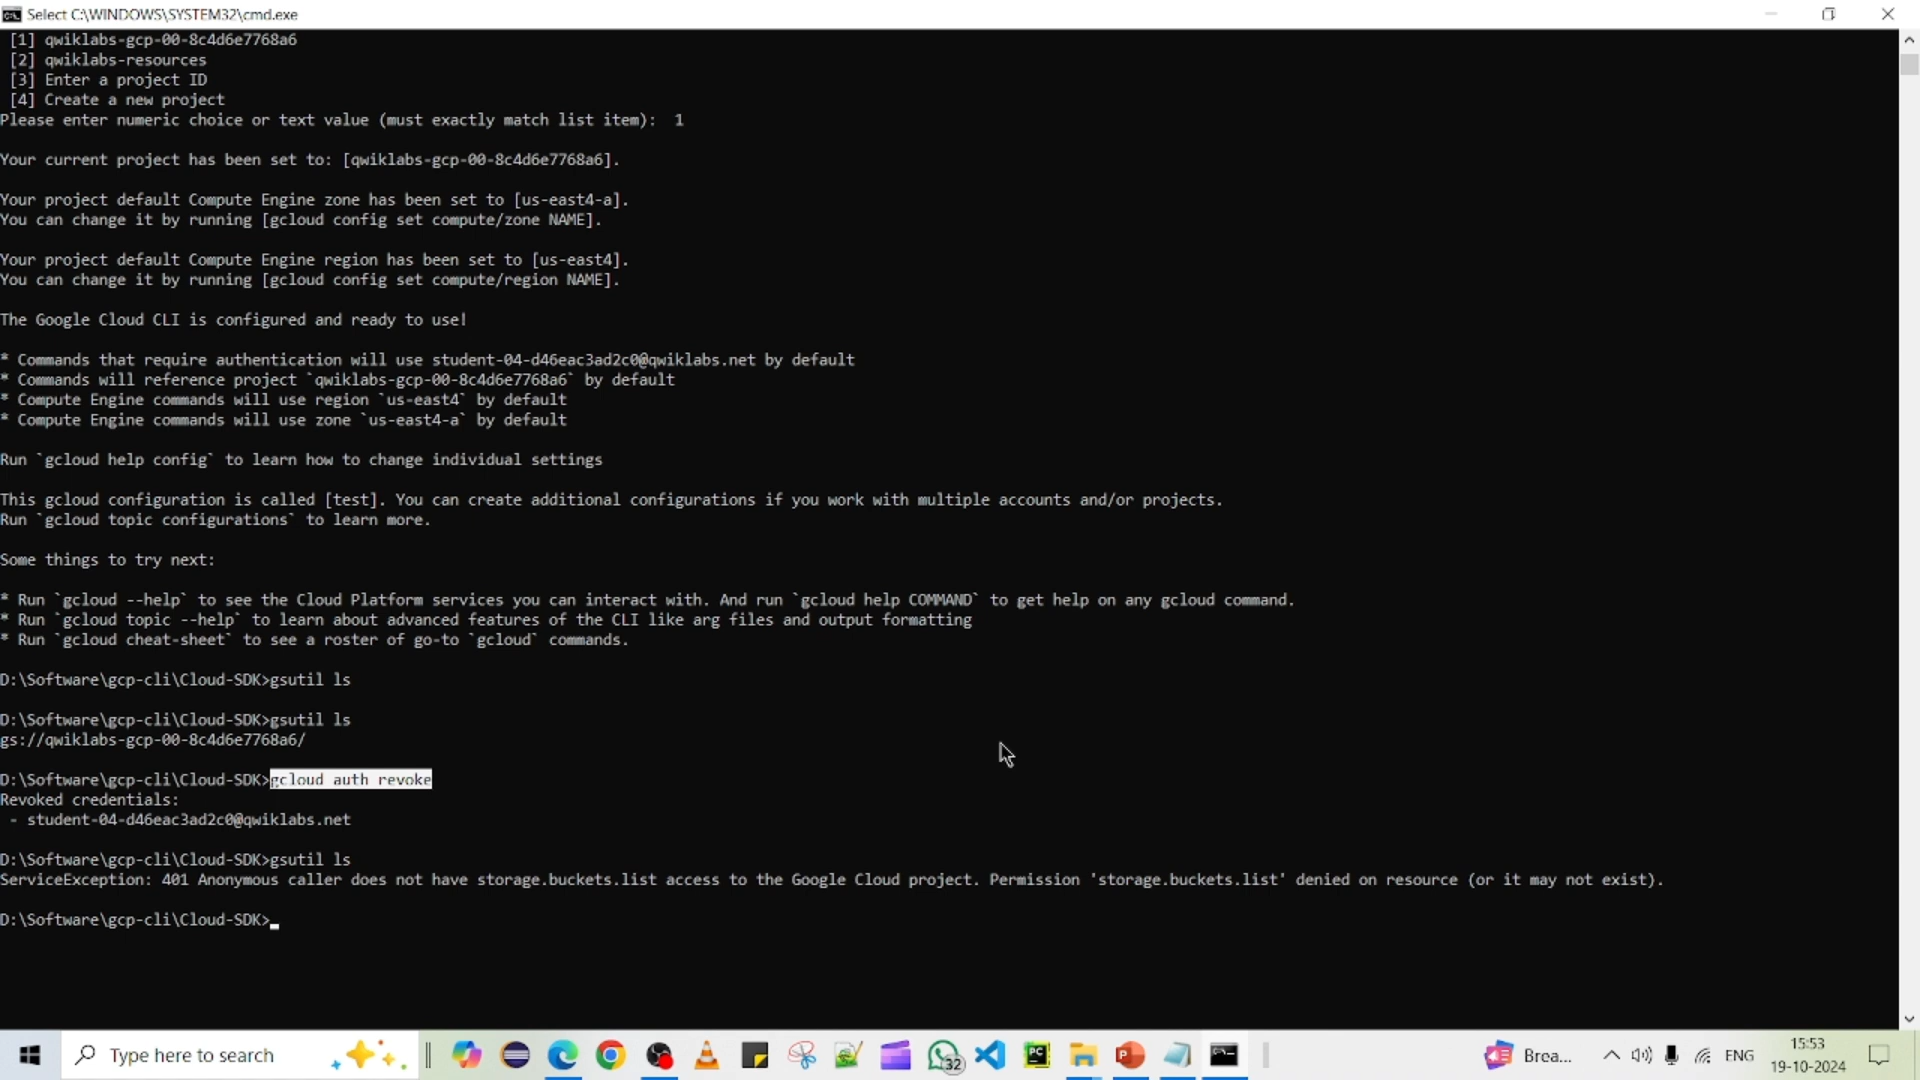 Select C:\WINDOWS\SYSTEM32\cmd.exe
[1] qwiklabs-gcp-00-8c4d6e7768a6
[2] qwiklabs-resources
[3] Enter a project ID
[4] Create a new project
Please enter numeric choice or text value (must exactly match list item):  1
Your current project has been set to: [qwiklabs-gcp-00-8c4d6e7768a6].
Your project default Compute Engine zone has been set to [us-east4-a].
You can change it by running [gcloud config set compute/zone NAME].
Your project default Compute Engine region has been set to [us-east4].
You can change it by running [gcloud config set compute/region NAME].
The Google Cloud CLI is configured and ready to use!
* Commands that require authentication will use student-04-d46eac3ad2c0@qwiklabs.net by default
* Commands will reference project `qwiklabs-gcp-00-8c4d6e7768a6` by default
* Compute Engine commands will use region `us-east4` by default
* Compute Engine commands will use zone `us-east4-a` by default
Run `gcloud help config` to learn how to change individual settings
This gcloud configuration is called [test]. You can create additional configurations if you work with multiple accounts and/or projects.
Run `gcloud topic configurations` to learn more.
Some things to try next:
* Run `gcloud --help` to see the Cloud Platform services you can interact with. And run `gcloud help COMMAND` to get help on any gcloud command.
* Run `gcloud topic --help` to learn about advanced features of the CLI like arg files and output formatting
* Run `gcloud cheat-sheet` to see a roster of go-to `gcloud` commands.
D:\Software\gcp-cli\Cloud-SDK>gsutil ls
D:\Software\gcp-cli\Cloud-SDK>gsutil ls
gs://qwiklabs-gcp-00-8c4d6e7768a6/
D:\Software\gcp-cli\Cloud-SDK>gcloud auth revoke
Revoked credentials:
- student-04-d46eac3ad2c0@qwiklabs.net
D:\Software\gcp-cli\Cloud-SDK>gsutil ls
ServiceException: 401 Anonymous caller does not have storage.buckets.list access to the Google Cloud project. Permission 'storage.buckets.list' denied on resource (or it may not exist).
D:\Software\gcp-cli\Cloud-SDK>
Type here to search
32
PC
Brea...
ENG
15:53
19-10-2024